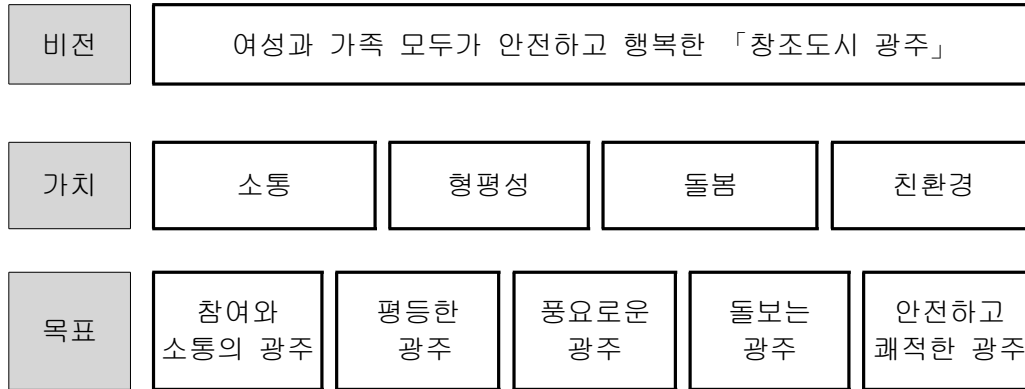 비전
여성과 가족 모두가 안전하고 행복한 「창조도시 광주」
가치
소통
형평성
돌봄
친환경
목표
참여와
소통의 광주
평등한
광주
풍요로운
광주
돌보는
광주
안전하고
쾌적한 광주